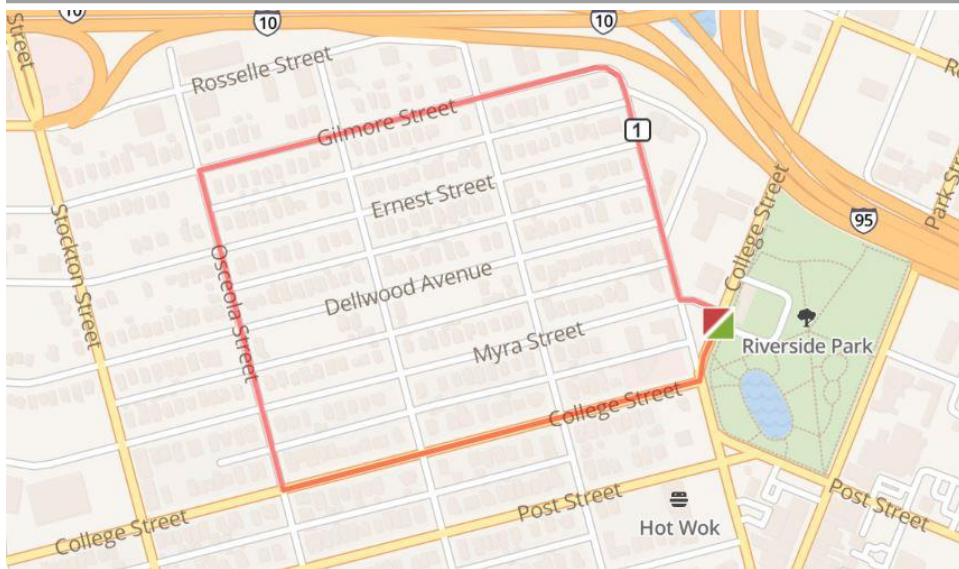 Street
10
10
10
Rosselle Street
Gilmore Street
1
Ernest Street
College Street
95
Park Str
Stockton Street
Osceola Street
Dellwood Avenue
Myra Street
Riverside Park
College Street
Post Street
Post Street
Hot Wok
College Street